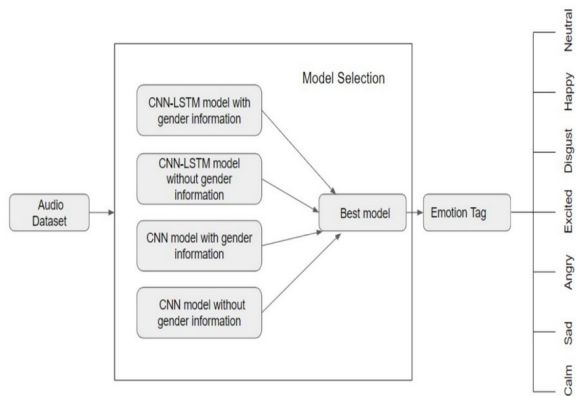 Model Selection
CNN-LSTM model with
gender information
CNN-LSTM model
without gender
information
CNN model with gender
information
CNN model without
gender information
Audio
Dataset
Best model
Emotion Tag
Neutral
Happy
Disgust
Excited
Angry
Sad
Calm